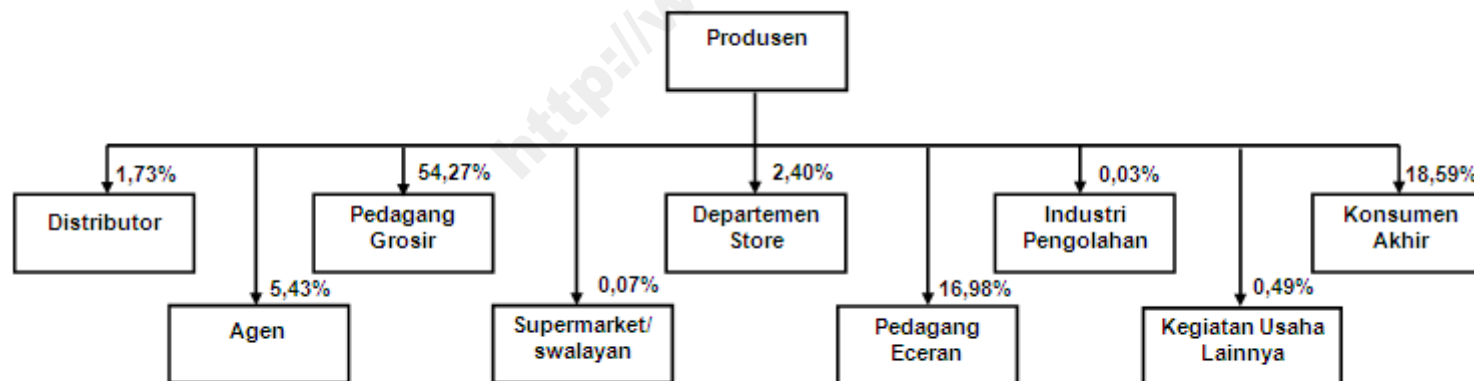 Produsen
1,73%
54,27%
2,40%
0,03%
18,59%
Distributor
Pedagang
Grosir
Departemen
Store
Industri
Pengolahan
Konsumen
Akhir
5,43%
0,07%
16,98%
0,49%
Agen
Supermarket/
swalayan
Pedagang
Eceran
Kegiatan Usaha
Lainnya
http://w